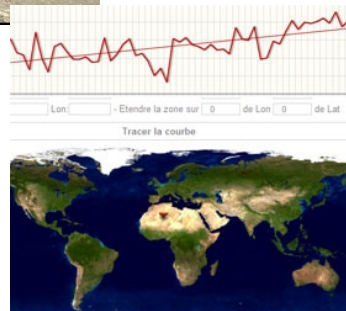 Lon: - Etendre la zone sur 0 de Lon 0 de Lat
Tracer la courbe